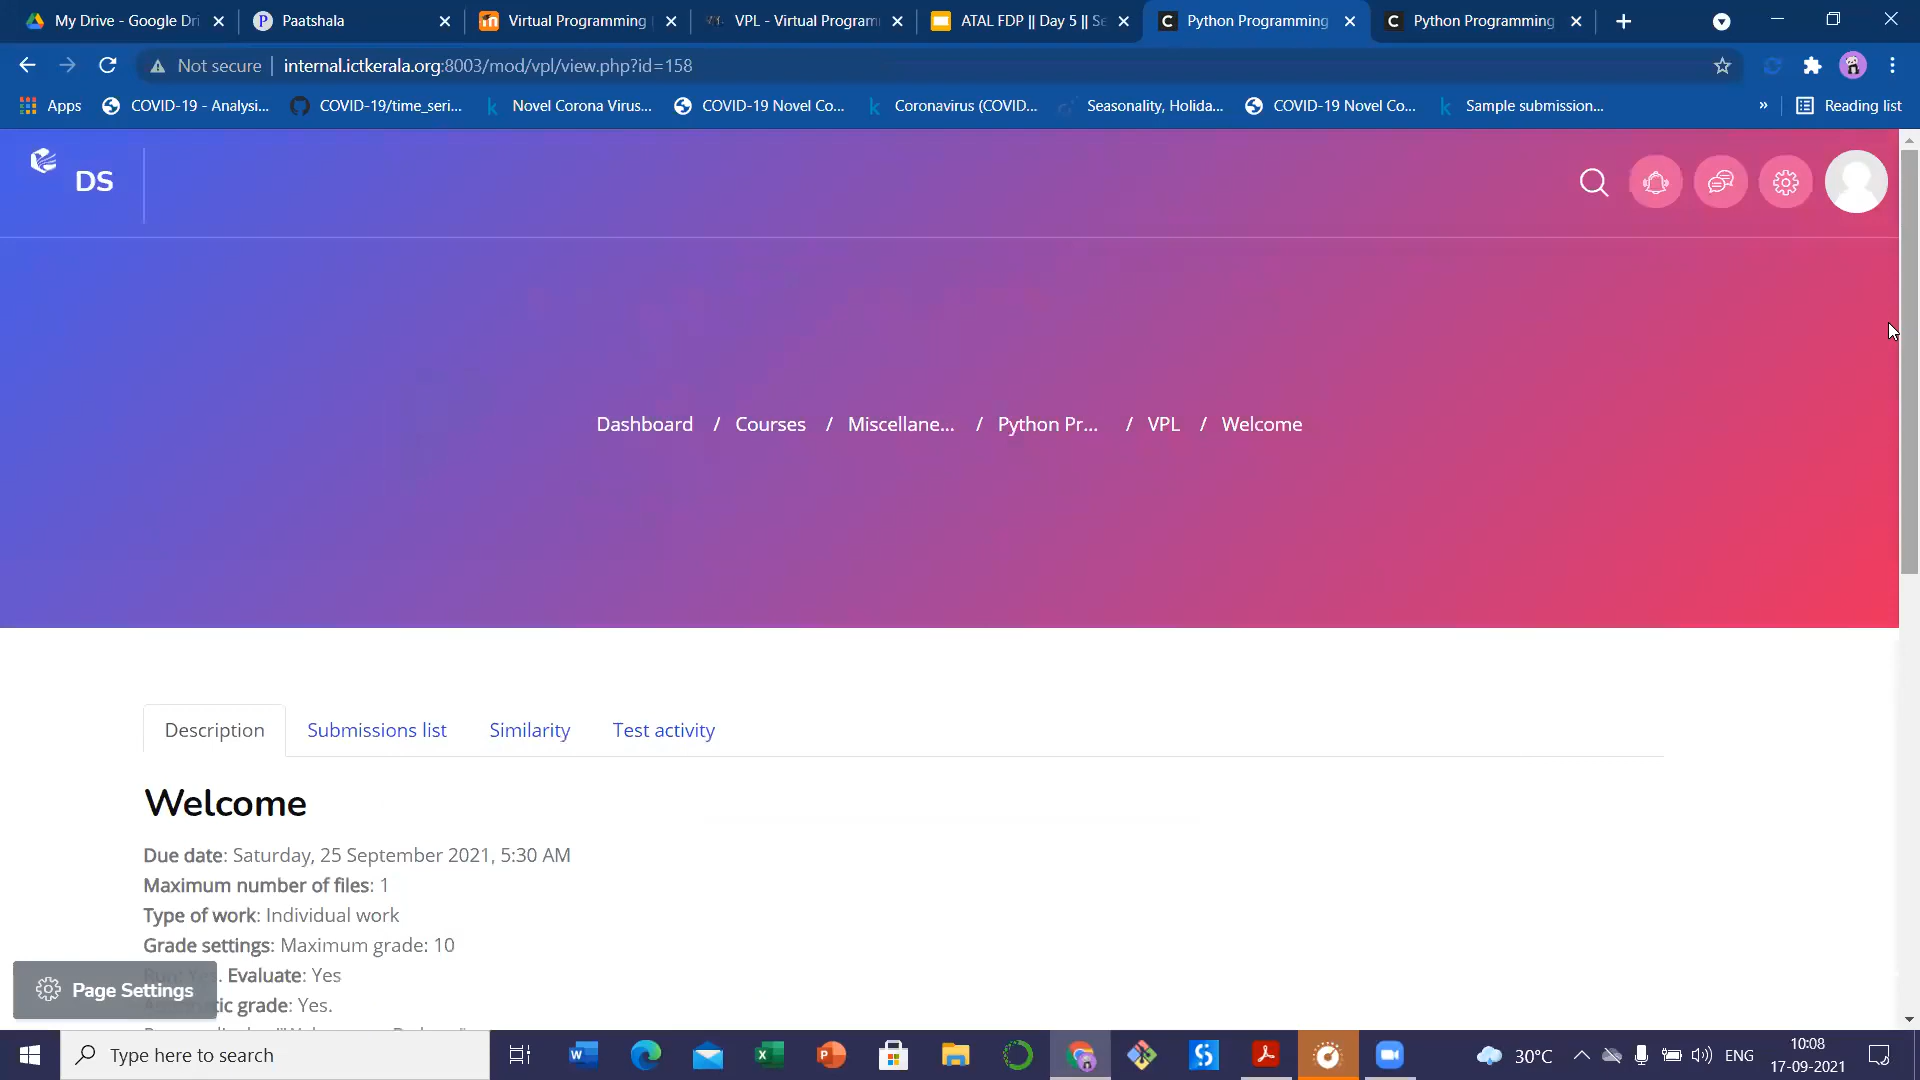 My Drive - Google Dri
Paatshala
Virtual Programming
VPL - Virtual Program
ATAL FDP || Day 5 || Se
Python Programming
Python Programming
Not secure
internal.ictkerala.org:8003/mod/vpl/view.php?id=158
Apps
COVID-19 - Analysi...
COVID-19/time_seri...
Novel Corona Virus...
COVID-19 Novel Co...
Coronavirus (COVID...
Seasonality, Holida...
COVID-19 Novel Co...
Sample submission...
»
Reading list
DS
Dashboard / Courses / Miscellane... / Python Pr... / VPL / Welcome
Description
Submissions list
Similarity
Test activity
Welcome
Due date: Saturday, 25 September 2021, 5:30 AM
Maximum number of files: 1
Type of work: Individual work
Grade settings: Maximum grade: 10
Evaluate: Yes
grade: Yes.
Page Settings
Type here to search
30°C
ENG
10:08
17-09-2021